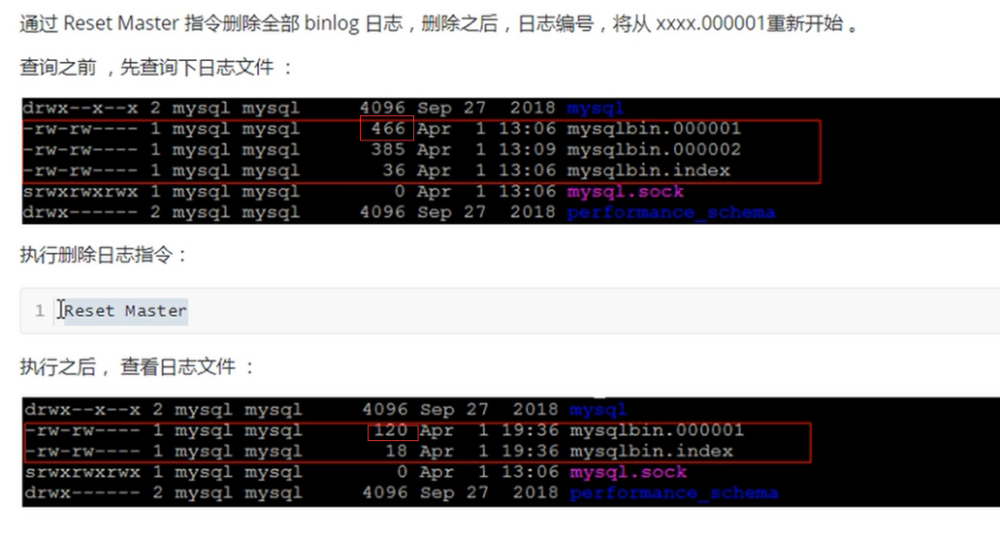 通过 Reset Master 指令删除全部 binlog 日志，删除之后，日志编号，将从 xxxx.000001重新开始 。
查询之前 ，先查询下日志文件 ：
drwx--x--x 2 mysql mysql 4096 Sep 27 2018 mysql
-rw-rw---- 1 mysql mysql 466 Apr 1 13:06 mysqlbin.000001
-rw-rw---- 1 mysql mysql 385 Apr 1 13:09 mysqlbin.000002
-rw-rw---- 1 mysql mysql 36 Apr 1 13:06 mysqlbin.index
srwxrwxrwx 1 mysql mysql 0 Apr 1 13:06 mysql.sock
drwx------ 2 mysql mysql 4096 Sep 27 2018 performance_schema
执行删除日志指令：
1 Reset Master
执行之后， 查看日志文件 ：
drwx--x--x 2 mysql mysql 4096 Sep 27 2018 mysql
-rw-rw---- 1 mysql mysql 120 Apr 1 19:36 mysqlbin.000001
-rw-rw---- 1 mysql mysql 18 Apr 1 19:36 mysqlbin.index
srwxrwxrwx 1 mysql mysql 0 Apr 1 13:06 mysql.sock
drwx------ 2 mysql mysql 4096 Sep 27 2018 performance_schema